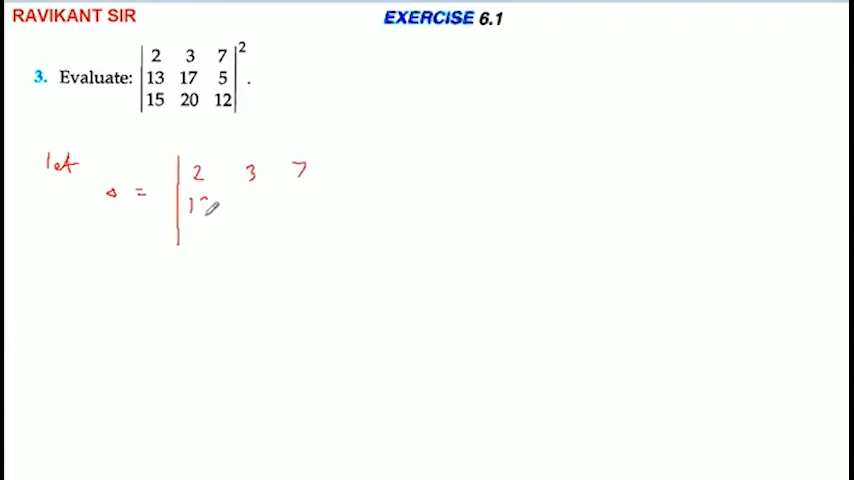 RAVIKANT SIR
EXERCISE 6.1
3. Evaluate: | 2 3 7 |²
| 13 17 5 | .
| 15 20 12 |
let
Δ = | 2 3 7
| 1